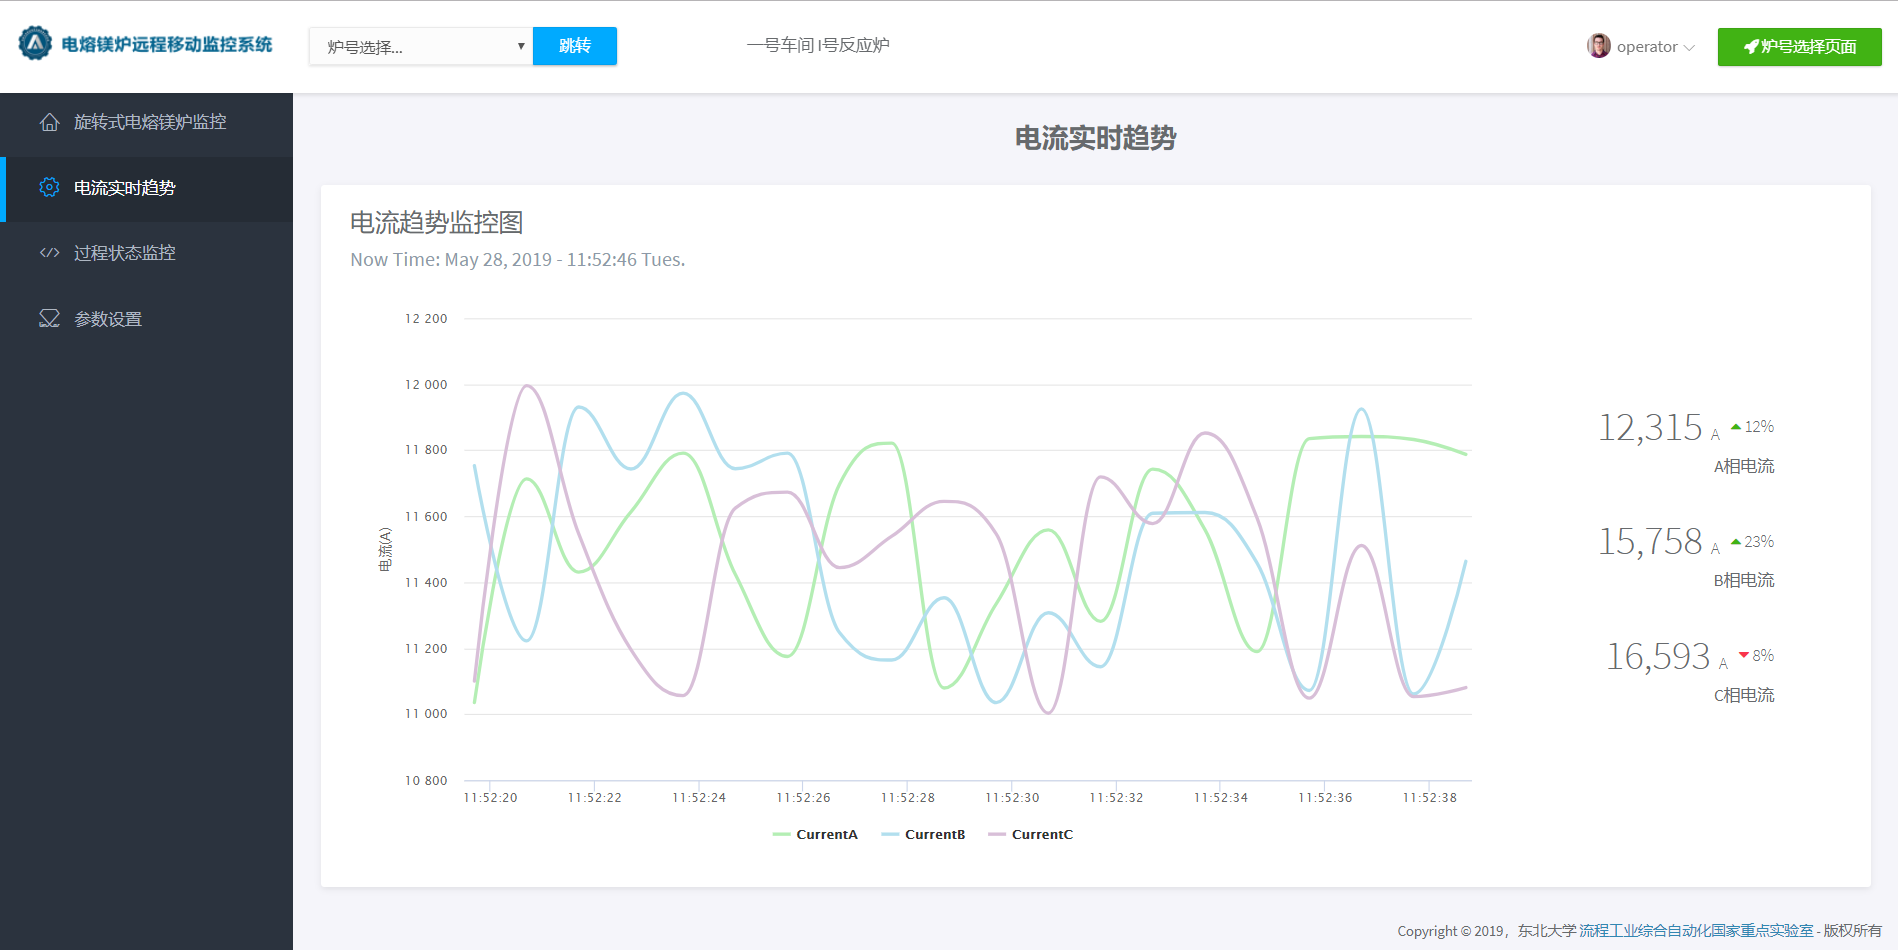 电熔镁炉远程移动监控系统
炉号选择...
跳转
一号车间 I号反应炉
operator
炉号选择页面
旋转式电熔镁炉监控
电流实时趋势
过程状态监控
参数设置
电流实时趋势
电流趋势监控图
Now Time: May 28, 2019 - 11:52:46 Tues.
电流(A)
12 200
12 000
11 800
11 600
11 400
11 200
11 000
10 800
11:52:20 11:52:22 11:52:24 11:52:26 11:52:28 11:52:30 11:52:32 11:52:34 11:52:36 11:52:38
CurrentA CurrentB CurrentC
12,315 A 12%
A相电流
15,758 A 23%
B相电流
16,593 A 8%
C相电流
Copyright © 2019，东北大学 流程工业综合自动化国家重点实验室 - 版权所有